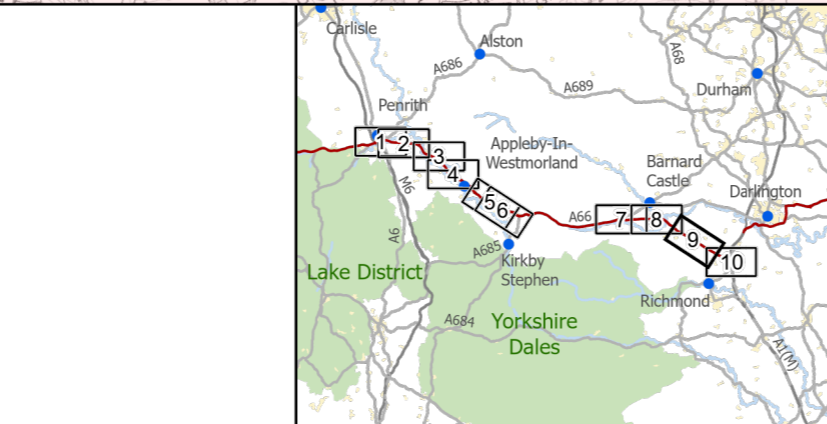 Carlisle
Alston
A68
A686
A689
Durham
Penrith
1
2
3
4
Appleby-In-
Westmorland
Barnard
Castle
Darlington
M6
5
6
A66
7
8
9
10
A6
A685
Kirkby
Stephen
Lake District
Richmond
A684
Yorkshire
Dales
A1(M)